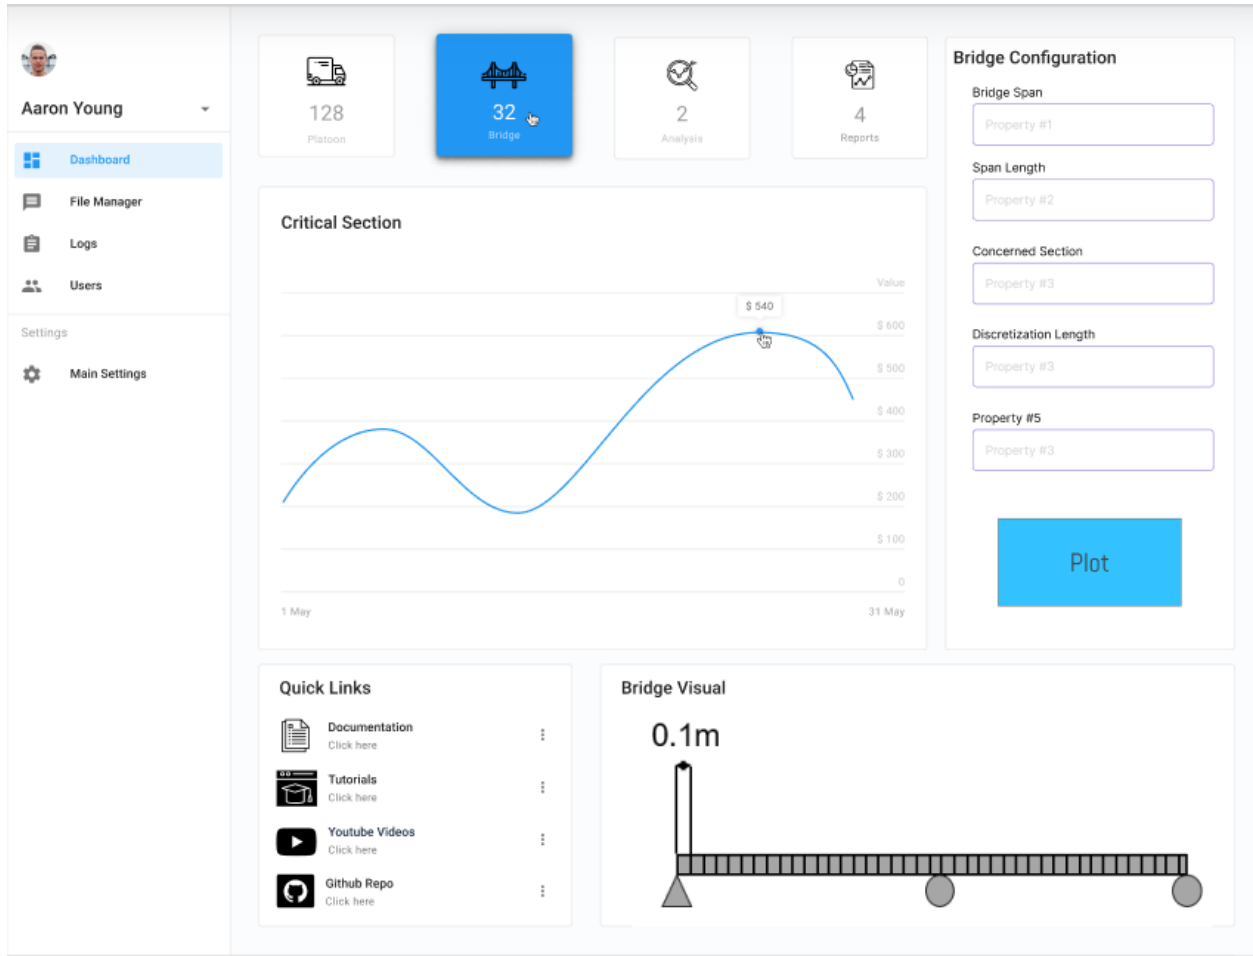 Aaron Young
Dashboard
File Manager
Logs
Users
Settings
Main Settings
128
Platoon
32
Bridge
2
Analysis
4
Reports
Critical Section
Value
$ 540
$ 600
$ 500
$ 400
$ 300
$ 200
$ 100
0
1 May
31 May
Bridge Configuration
Bridge Span
Property #1
Span Length
Property #2
Concerned Section
Property #3
Discretization Length
Property #3
Property #5
Property #3
Plot
Quick Links
Documentation
Click here
Tutorials
Click here
Youtube Videos
Click here
Github Repo
Click here
Bridge Visual
0.1m